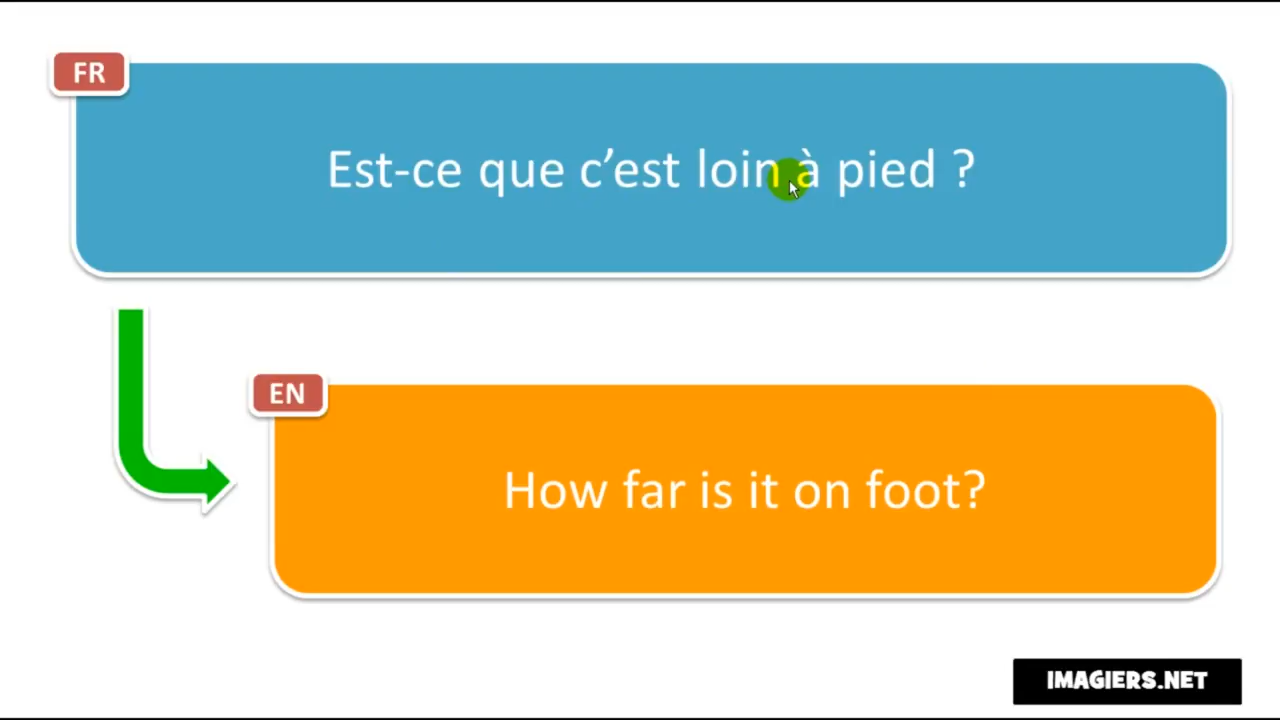 FR
Est-ce que c’est loin à pied ?
EN
How far is it on foot?
IMAGIERS.NET